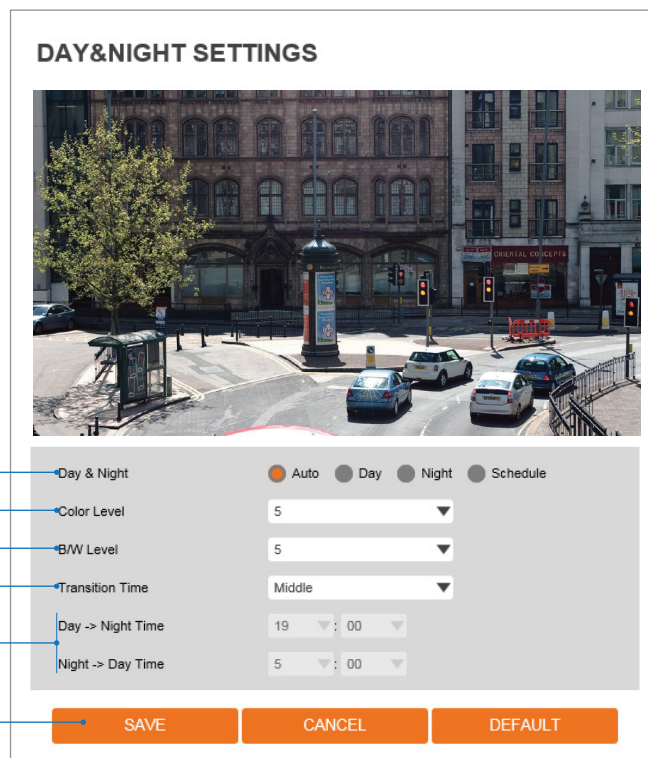 DAY&NIGHT SETTINGS
ORIENTAL CONCEPTS
Day & Night Auto Day Night Schedule
Color Level 5
B/W Level 5
Transition Time Middle
Day -> Night Time 19 : 00
Night -> Day Time 5 : 00
SAVE CANCEL DEFAULT